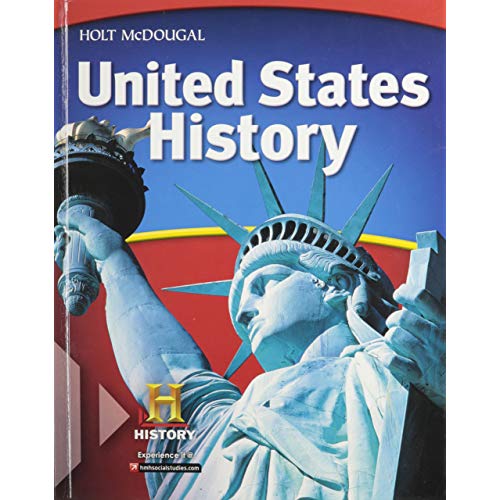 HOLT McDOUGAL
United States
History
H
HISTORY
Experience it @
hmhsocialstudies.com